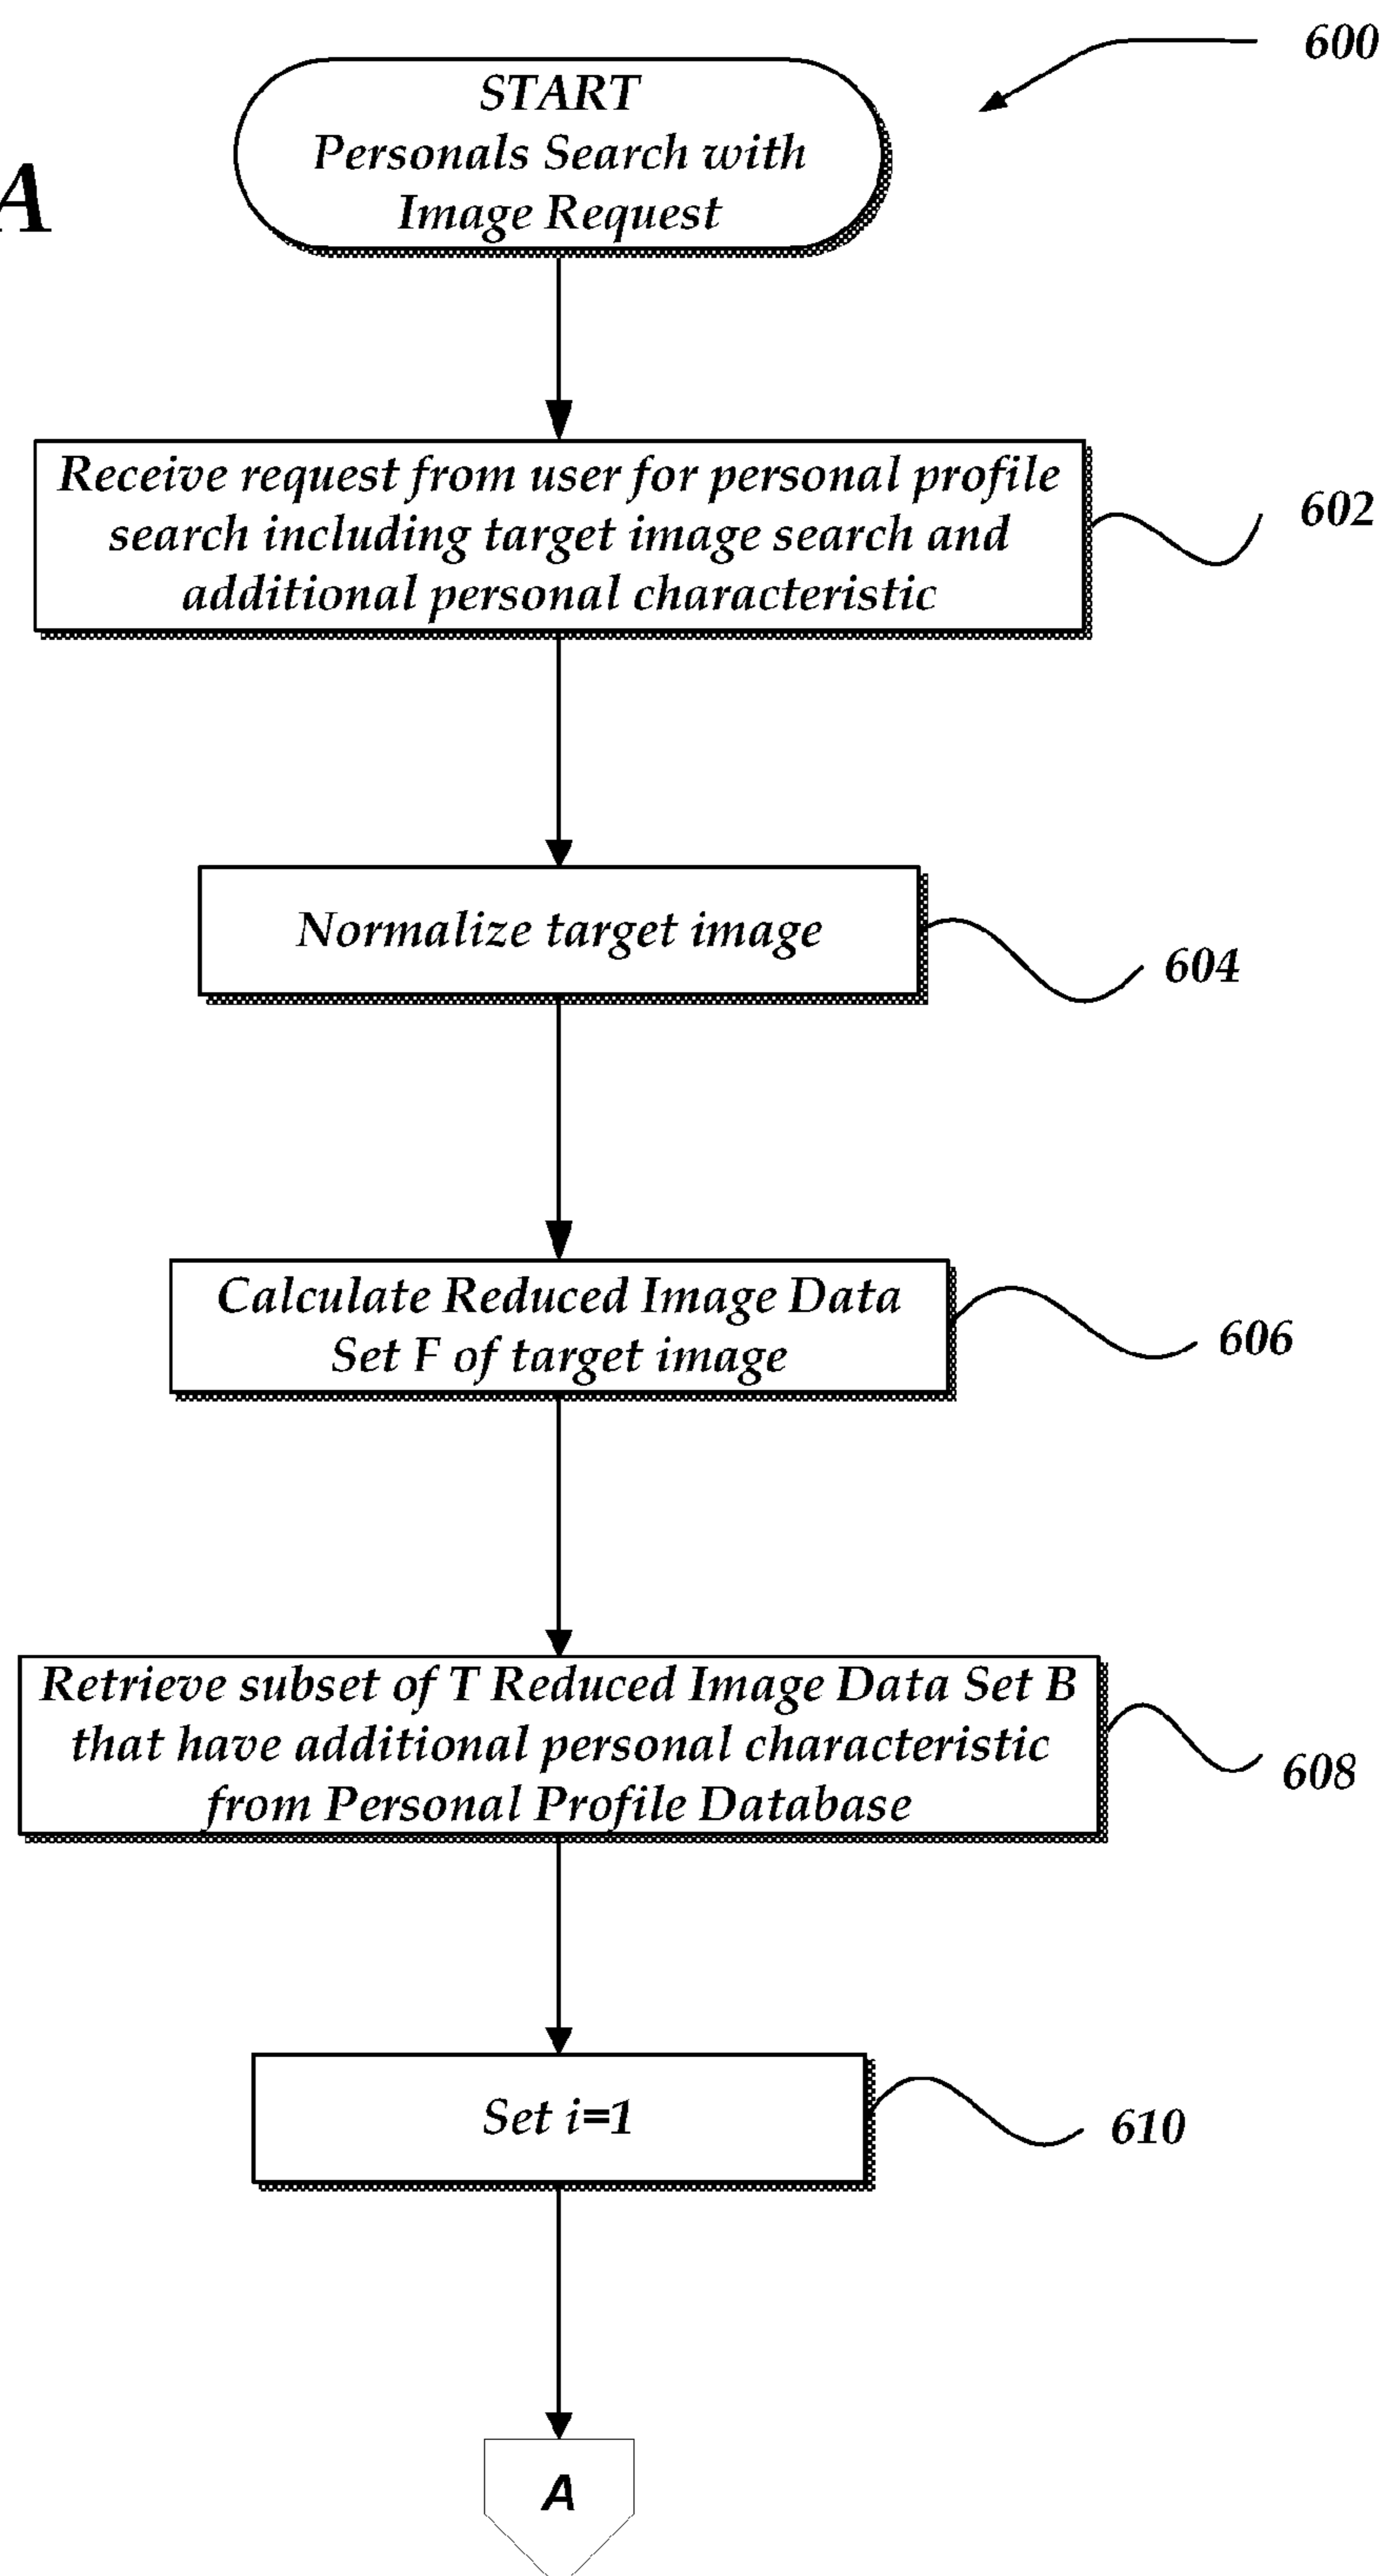 600
START
Personals Search with
Image Request
A
Receive request from user for personal profile
search including target image search and
additional personal characteristic
602
Normalize target image
604
Calculate Reduced Image Data
Set F of target image
606
Retrieve subset of T Reduced Image Data Set B
that have additional personal characteristic
from Personal Profile Database
608
Set i=1
610
A